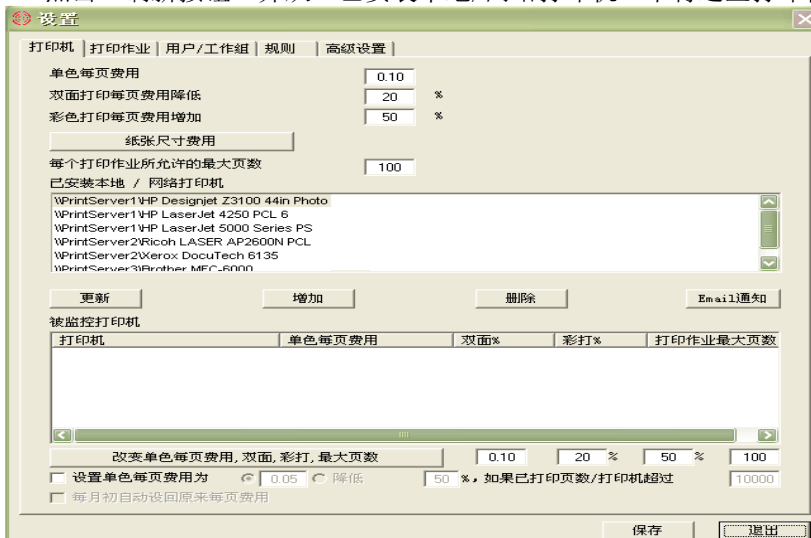 设置
打印机 打印作业 用户/工作组 规则 高级设置
单色每页费用 0.10
双面打印每页费用降低 20 %
彩色打印每页费用增加 50 %
纸张尺寸费用
每个打印作业所允许的最大页数 100
已安装本地 / 网络打印机
\\PrintServer1\HP Designjet Z3100 44in Photo
\\PrintServer1\HP LaserJet 4250 PCL 6
\\PrintServer1\HP LaserJet 5000 Series PS
\\PrintServer2\Ricoh LASER AP2600N PCL
\\PrintServer2\Xerox DocuTech 6135
\\PrintServer3\Brother MFC-6000
更新 增加 删除 Email通知
被监控打印机
打印机 单色每页费用 双面% 彩打% 打印作业最大页数
改变单色每页费用,双面,彩打,最大页数 0.10 20 % 50 % 100
设置单色每页费用为 0.05 降低 50 %,如果已打印页数/打印机超过 10000
每月初自动设回原来每页费用
保存 退出